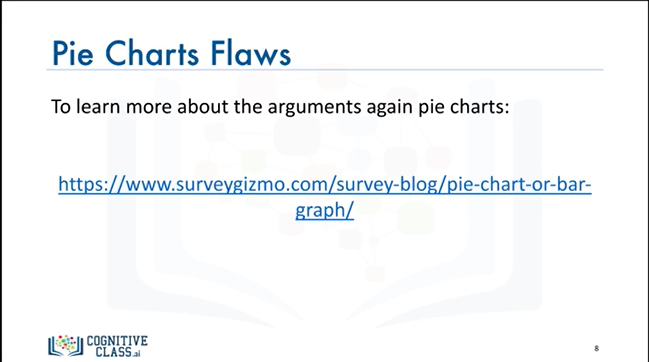 Pie Charts Flaws
To learn more about the arguments again pie charts:
https://www.surveygizmo.com/survey-blog/pie-chart-or-bar-
graph/
COGNITIVE
CLASS.ai
8